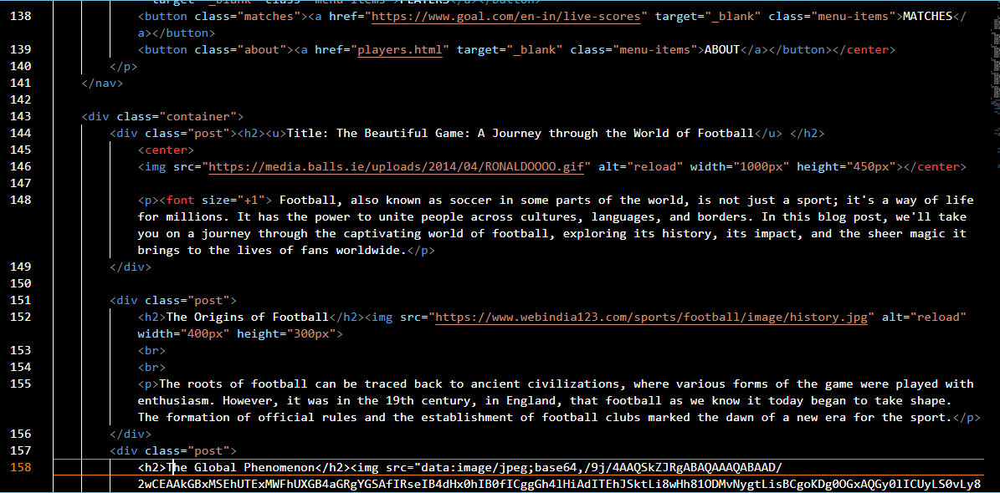 138 <button class="matches"><a href="https://www.goal.com/en-in/live-scores" target="_blank" class="menu-items">MATCHES</
a></button>
139 <button class="about"><a href="players.html" target="_blank" class="menu-items">ABOUT</a></button></center>
140 </p>
141 </nav>
142
143 <div class="container">
144 <div class="post"><h2><u>Title: The Beautiful Game: A Journey through the World of Football</u> </h2>
145 <center>
146 <img src="https://media.balls.ie/uploads/2014/04/RONALDOOOO.gif" alt="reload" width="1000px" height="450px"></center>
147
148 <p><font size="+1"> Football, also known as soccer in some parts of the world, is not just a sport; it's a way of life
for millions. It has the power to unite people across cultures, languages, and borders. In this blog post, we'll take
you on a journey through the captivating world of football, exploring its history, its impact, and the sheer magic it
brings to the lives of fans worldwide.</p>
149 </div>
150
151 <div class="post">
152 <h2>The Origins of Football</h2><img src="https://www.webindia123.com/sports/football/image/history.jpg" alt="reload"
width="400px" height="300px">
153 <br>
154 <br>
155 <p>The roots of football can be traced back to ancient civilizations, where various forms of the game were played with
enthusiasm. However, it was in the 19th century, in England, that football as we know it today began to take shape.
The formation of official rules and the establishment of football clubs marked the dawn of a new era for the sport.</p>
156 </div>
157 <div class="post">
158 <h2>The Global Phenomenon</h2><img src="data:image/jpeg;base64,/9j/4AAQSkZJRgABAQAAAQABAAD/